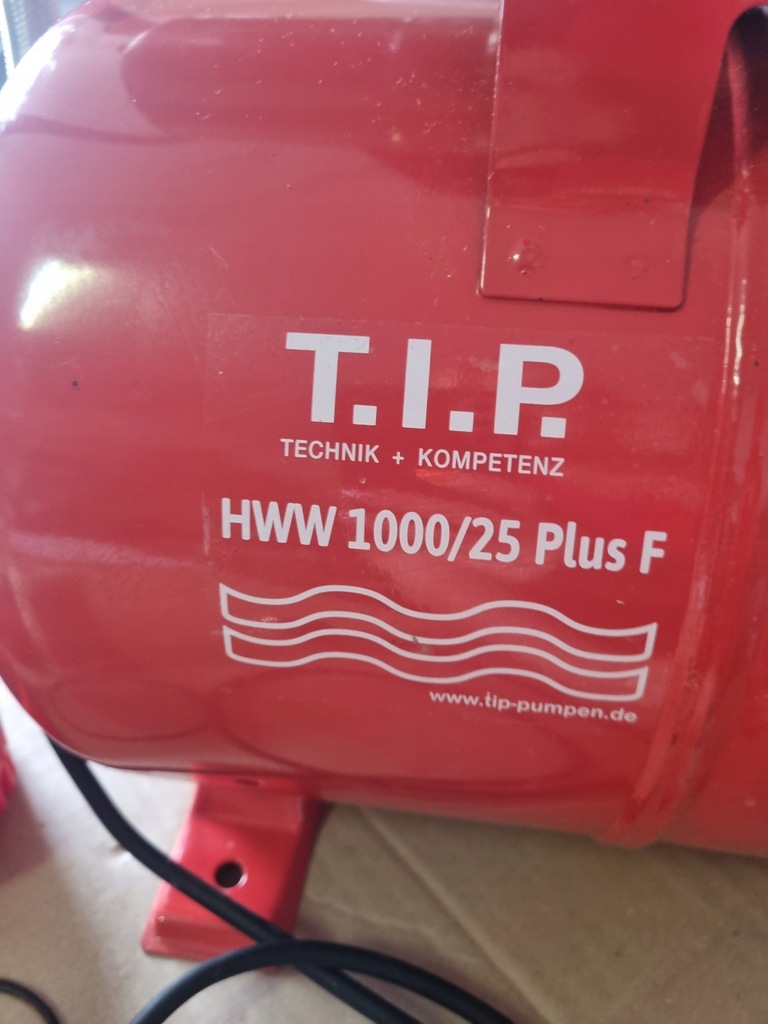 T.I.P.
TECHNIK + KOMPETENZ
HWW 1000/25 Plus F
www.tip-pumpen.de